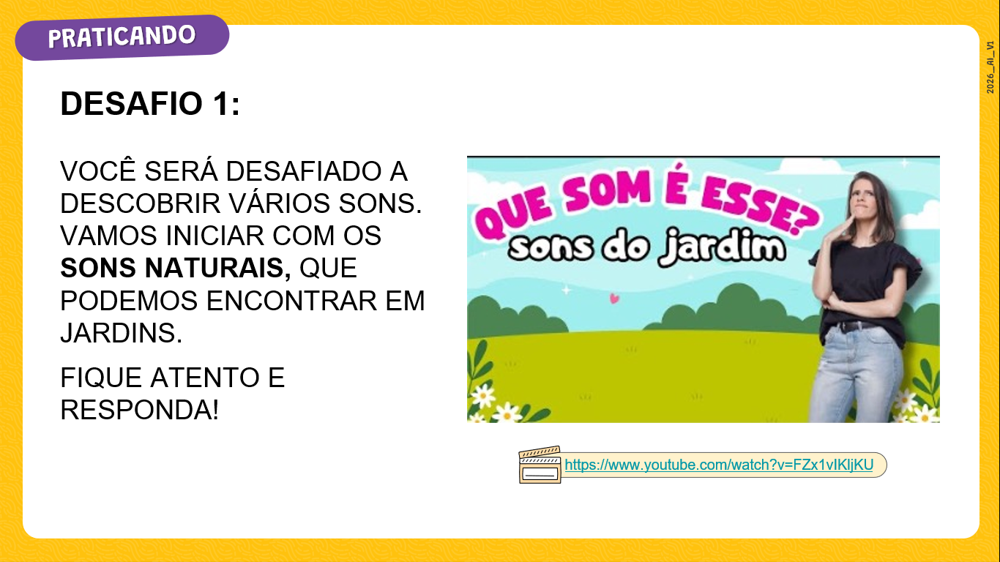 PRATICANDO
2026_AI_V1
DESAFIO 1:
VOCÊ SERÁ DESAFIADO A
DESCOBRIR VÁRIOS SONS.
VAMOS INICIAR COM OS
SONS NATURAIS, QUE
PODEMOS ENCONTRAR EM
JARDINS.
FIQUE ATENTO E
RESPONDA!
QUE SOM É ESSE?
sons do jardim
https://www.youtube.com/watch?v=FZx1vIKljKU